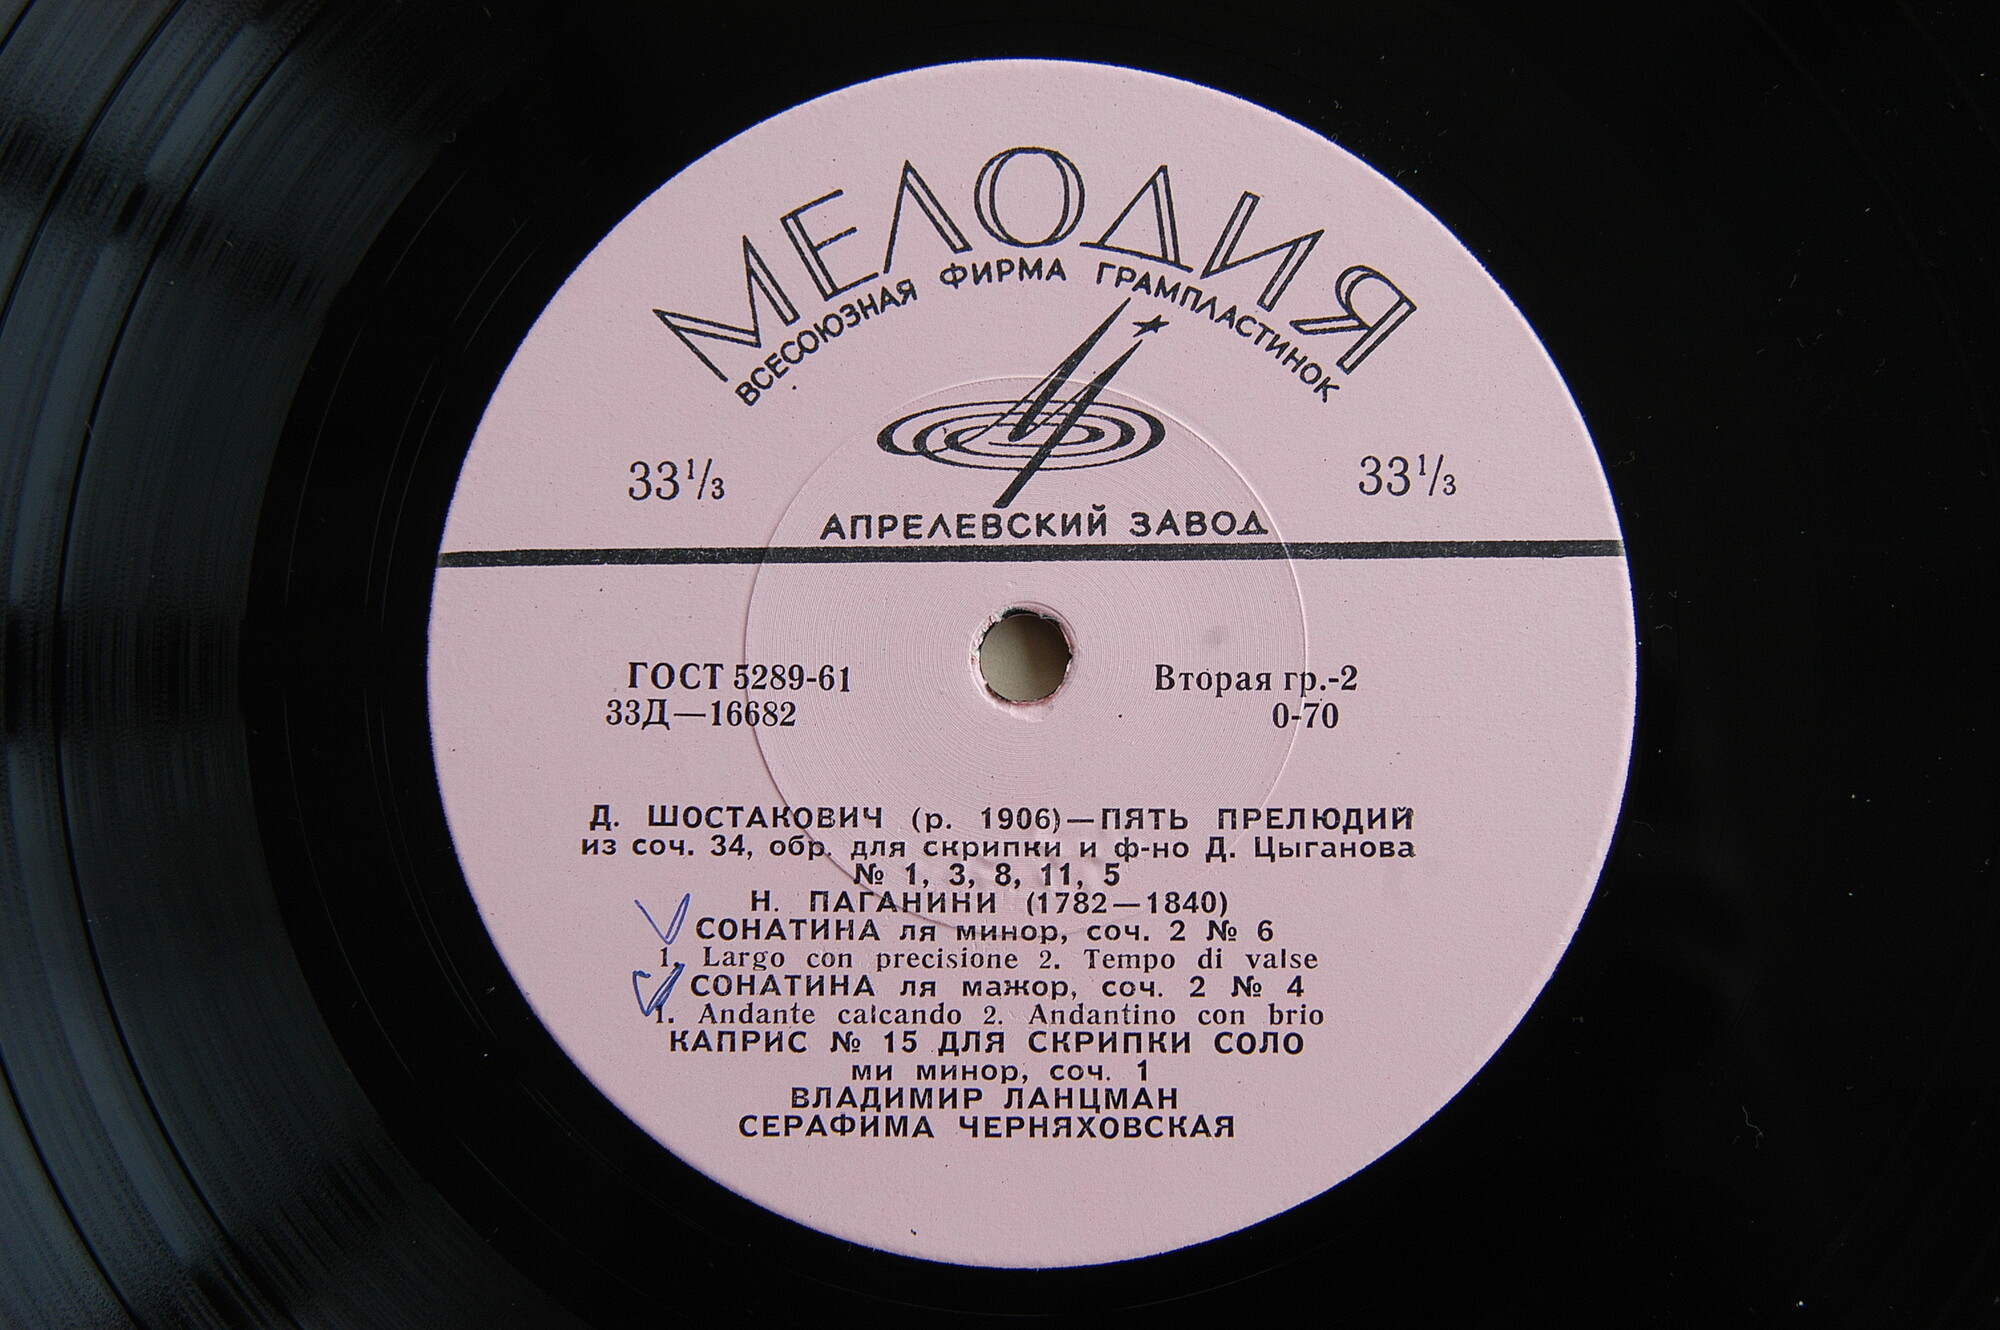 МЕЛОДИЯ
ВСЕСОЮЗНАЯ ФИРМА ГРАМПЛАСТИНОК
33⅓ 33⅓
АПРЕЛЕВСКИЙ ЗАВОД
ГОСТ 5289-61 Вторая гр.-2
33Д—16682 0-70
Д. ШОСТАКОВИЧ (р. 1906)—ПЯТЬ ПРЕЛЮДИЙ
из соч. 34, обр. для скрипки и ф-но Д. Цыганова
№ 1, 3, 8, 11, 5
Н. ПАГАНИНИ (1782—1840)
СОНАТИНА ля минор, соч. 2 № 6
1. Largo con precisione 2. Tempo di valse
СОНАТИНА ля мажор, соч. 2 № 4
1. Andante calcando 2. Andantino con brio
КАПРИС № 15 ДЛЯ СКРИПКИ СОЛО
ми минор, соч. 1
ВЛАДИМИР ЛАНЦМАН
СЕРАФИМА ЧЕРНЯХОВСКАЯ